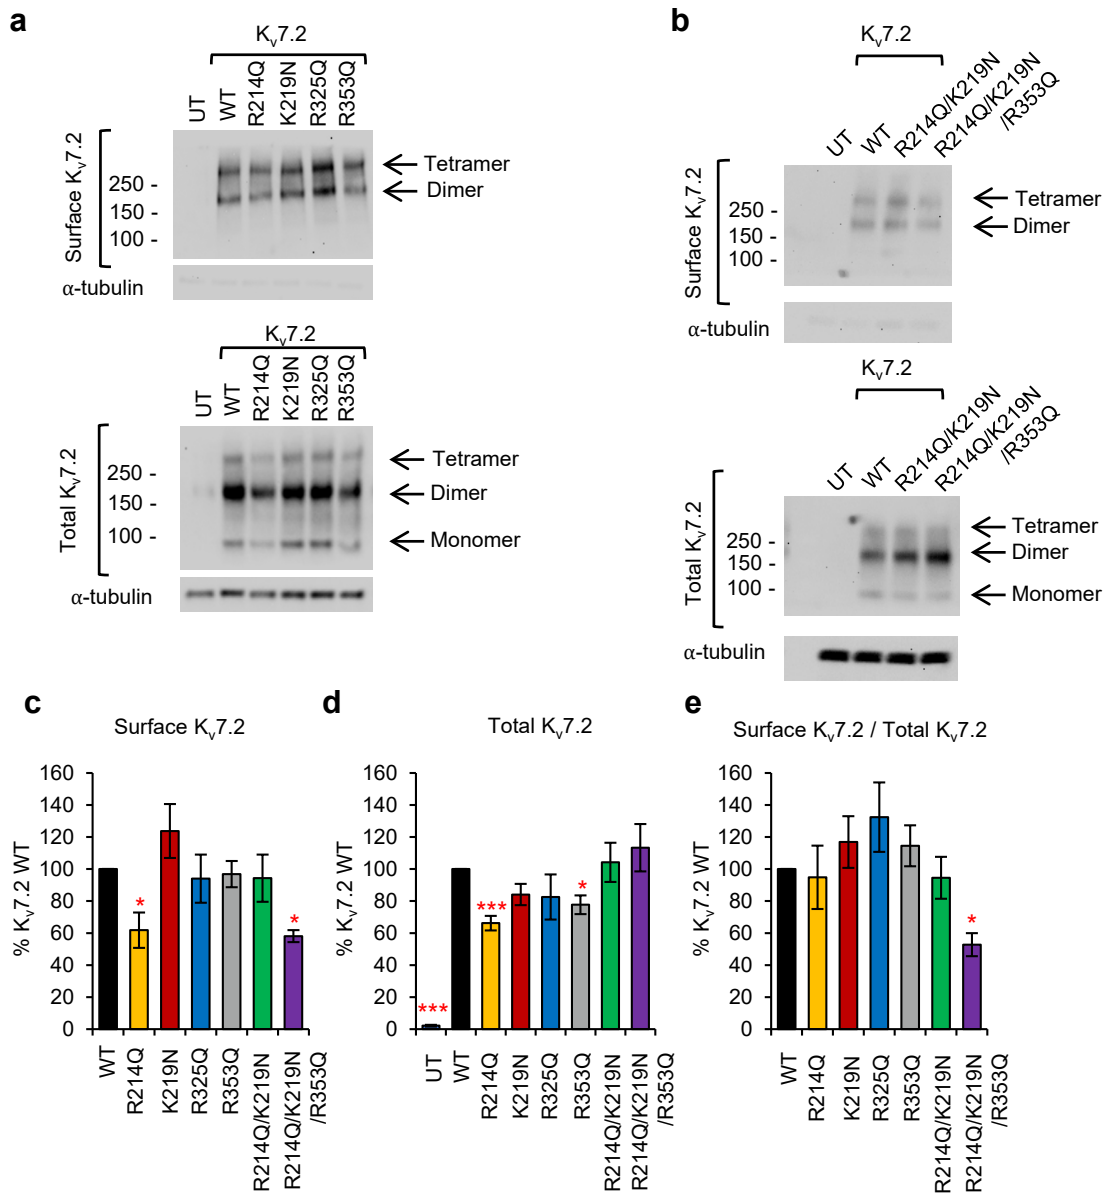 a
Kv7.2
UT
WT
R214Q
K219N
R325Q
R353Q
Surface Kv7.2
250 -
150 -
100 -
Tetramer
Dimer
α-tubulin
Kv7.2
UT
WT
R214Q
K219N
R325Q
R353Q
Total Kv7.2
250 -
150 -
100 -
Tetramer
Dimer
Monomer
α-tubulin
b
Kv7.2
UT
WT
R214Q/K219N
R214Q/K219N
/R353Q
Surface Kv7.2
250 -
150 -
100 -
Tetramer
Dimer
α-tubulin
Kv7.2
UT
WT
R214Q/K219N
R214Q/K219N
/R353Q
Total Kv7.2
250 -
150 -
100 -
Tetramer
Dimer
Monomer
α-tubulin
c
Surface Kv7.2
% Kv7.2 WT
160
140
120
100
80
60
40
20
0
*
*
WT
R214Q
K219N
R325Q
R353Q
R214Q/K219N
R214Q/K219N
/R353Q
d
Total Kv7.2
% Kv7.2 WT
160
140
120
100
80
60
40
20
0
***
***
*
UT
WT
R214Q
K219N
R325Q
R353Q
R214Q/K219N
R214Q/K219N
/R353Q
e
Surface Kv7.2 / Total Kv7.2
% Kv7.2 WT
160
140
120
100
80
60
40
20
0
*
WT
R214Q
K219N
R325Q
R353Q
R214Q/K219N
R214Q/K219N
/R353Q